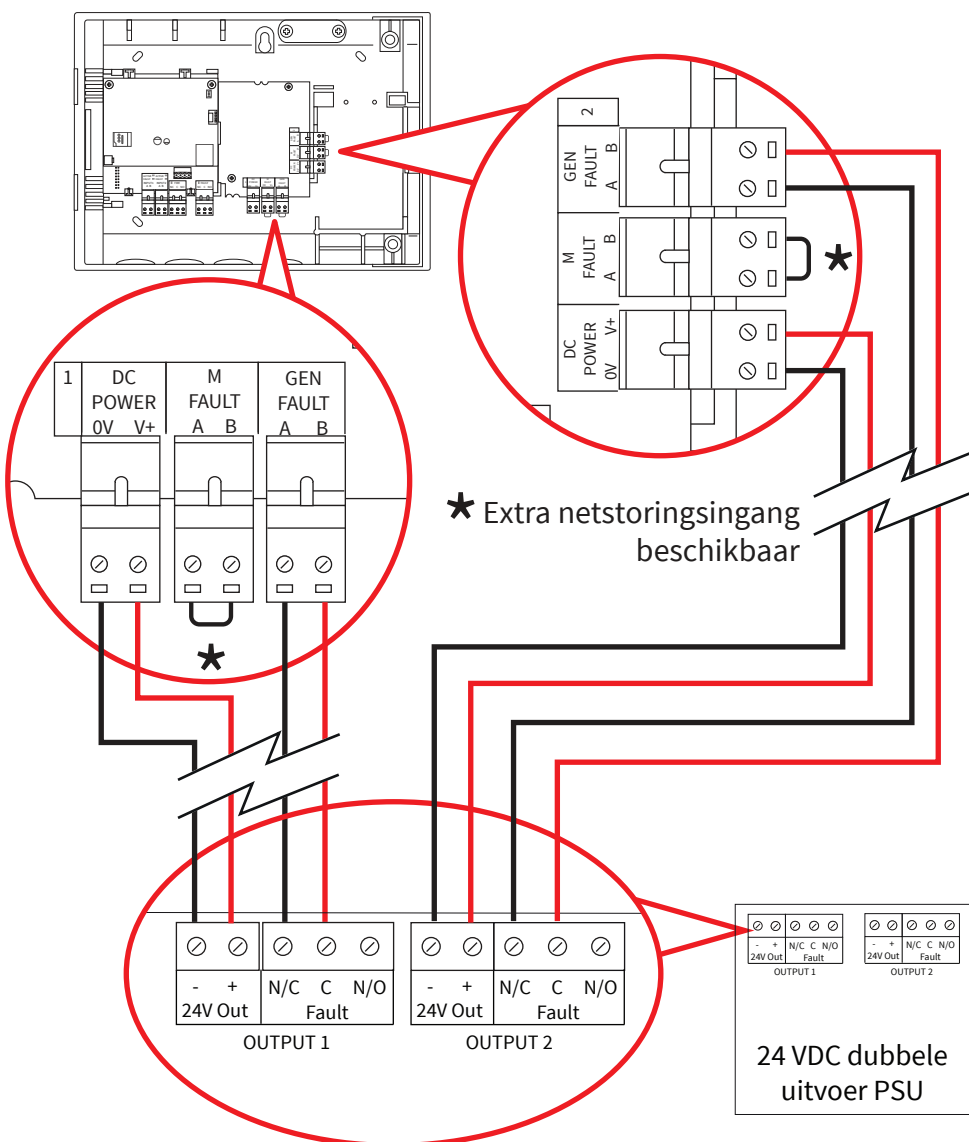 2
GEN FAULT
A B
M FAULT
A B
DC POWER
0V V+
1
DC POWER
0V V+
M FAULT
A B
GEN FAULT
A B
* Extra netstoringsingang
beschikbaar
*
*
- +
24V Out
N/C C N/O
Fault
OUTPUT 1
- +
24V Out
N/C C N/O
Fault
OUTPUT 2
- +
24V Out
N/C C N/O
Fault
OUTPUT 1
- +
24V Out
N/C C N/O
Fault
OUTPUT 2
24 VDC dubbele
uitvoer PSU